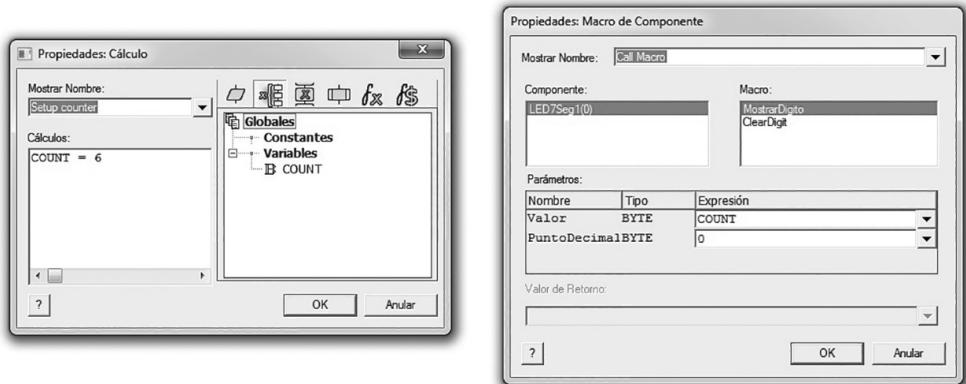 Propiedades: Cálculo
x
Mostrar Nombre:
Setup counter
Cálculos:
COUNT = 6
fx
f$
Globales
Constantes
Variables
COUNT
?
OK
Anular
Propiedades: Macro de Componente
Mostrar Nombre:
Call Macro
Componente:
LED7Seg1(0)
Macro:
MostrarDigito
ClearDigit
Parámetros:
Nombre Tipo Expresión
Valor BYTE COUNT
PuntoDecimalBYTE 0
Valor de Retorno:
?
OK
Anular